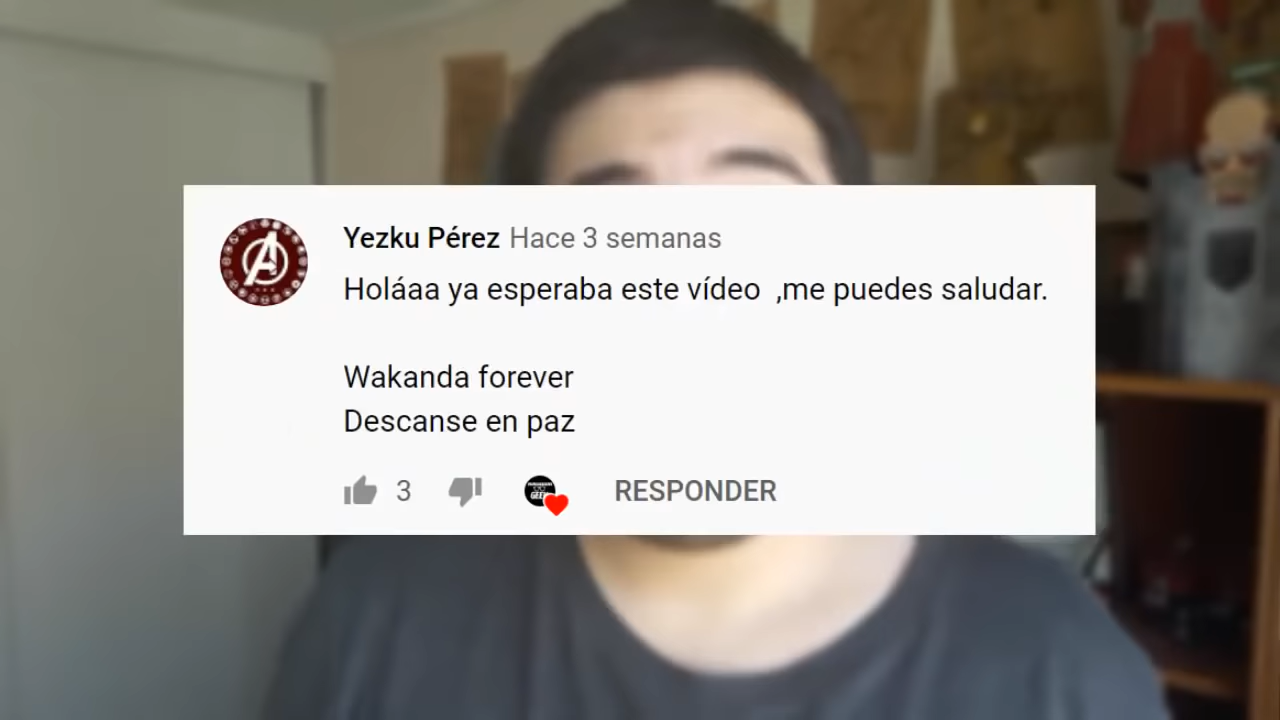 Yezku Pérez Hace 3 semanas
Holáaa ya esperaba este vídeo ,me puedes saludar.
Wakanda forever
Descanse en paz
3 RESPONDER